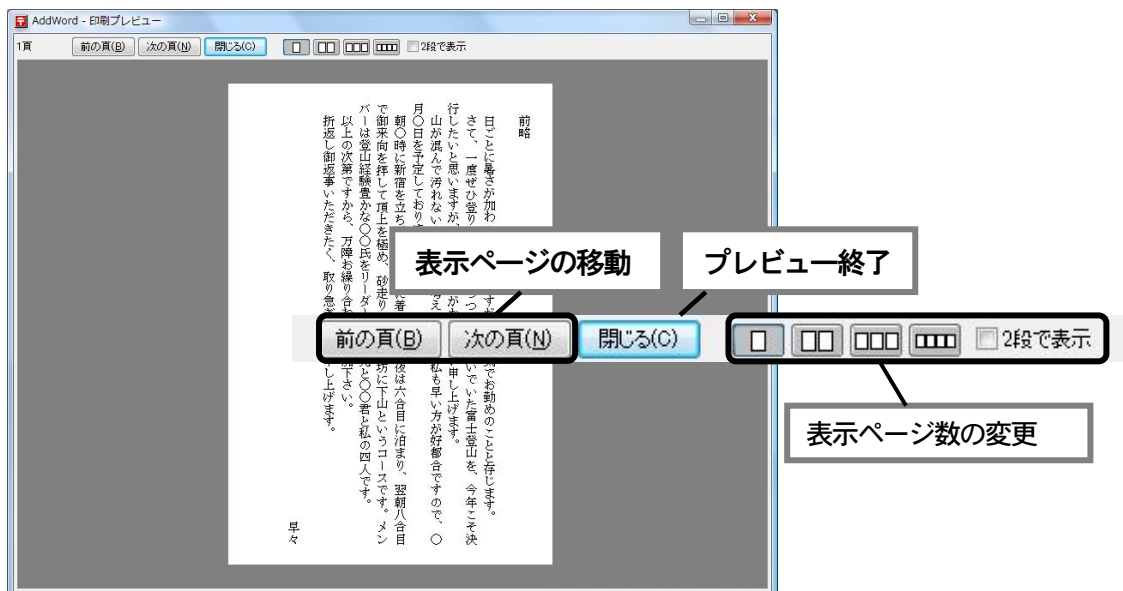 AddWord - 印刷プレビュー
1頁 前の頁(B) 次の頁(N) 閉じる(C) 2段で表示
前略
日ごとに暑さが加わ でお勤めのことと存じます。
さて、一度ぜひ登り いでいた富士登山を、今年こそ決
行したいと思いますが、 申し上げます。
山が混んで汚れない 私も早い方が好都合ですので、〇
月〇日を予定しており
朝〇時に新宿を立ち に着 後は六合目に泊まり、翌朝八合目
で御来向を拝して頂上を極め、砂走り 坊に下山というコースです。メン
バーは登山経験豊かな〇〇氏をリーダー と〇〇君と私の四人です。
以上の次第ですから、万障お繰り合わ 下さい。
折返し御返事いただきたく、取り急ぎ し上げます。
早々
表示ページの移動
プレビュー終了
前の頁(B) 次の頁(N) 閉じる(C) 2段で表示
表示ページ数の変更